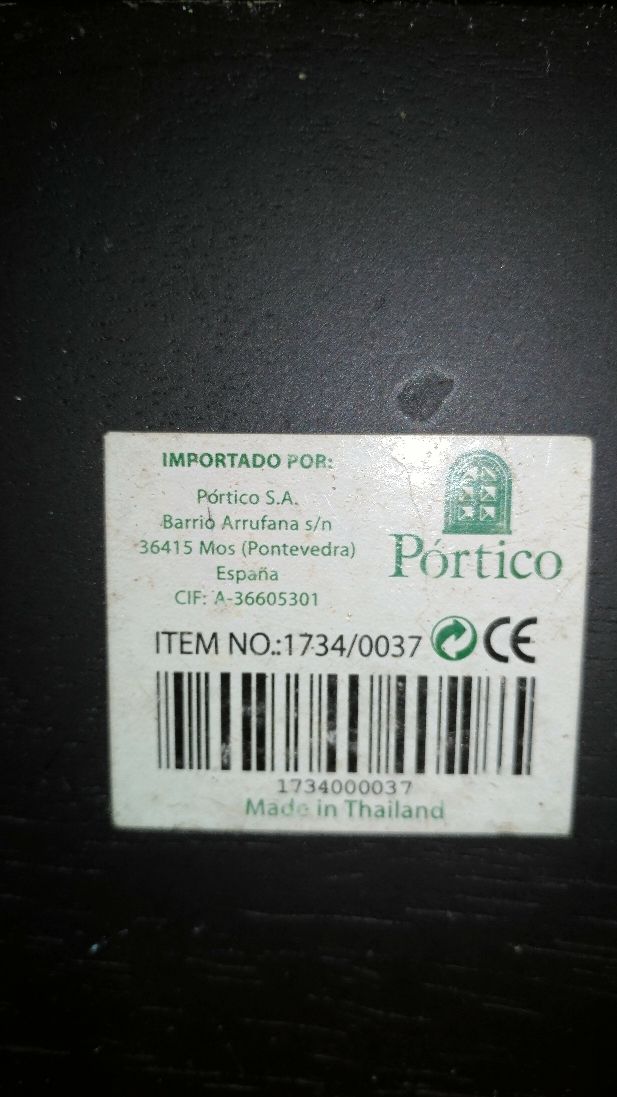 IMPORTADO POR:
Pórtico S.A.
Barrio Arrufana s/n
36415 Mos (Pontevedra)
España
CIF: A-36605301
Pórtico
ITEM NO.:1734/0037 CE
1734000037
Made in Thailand